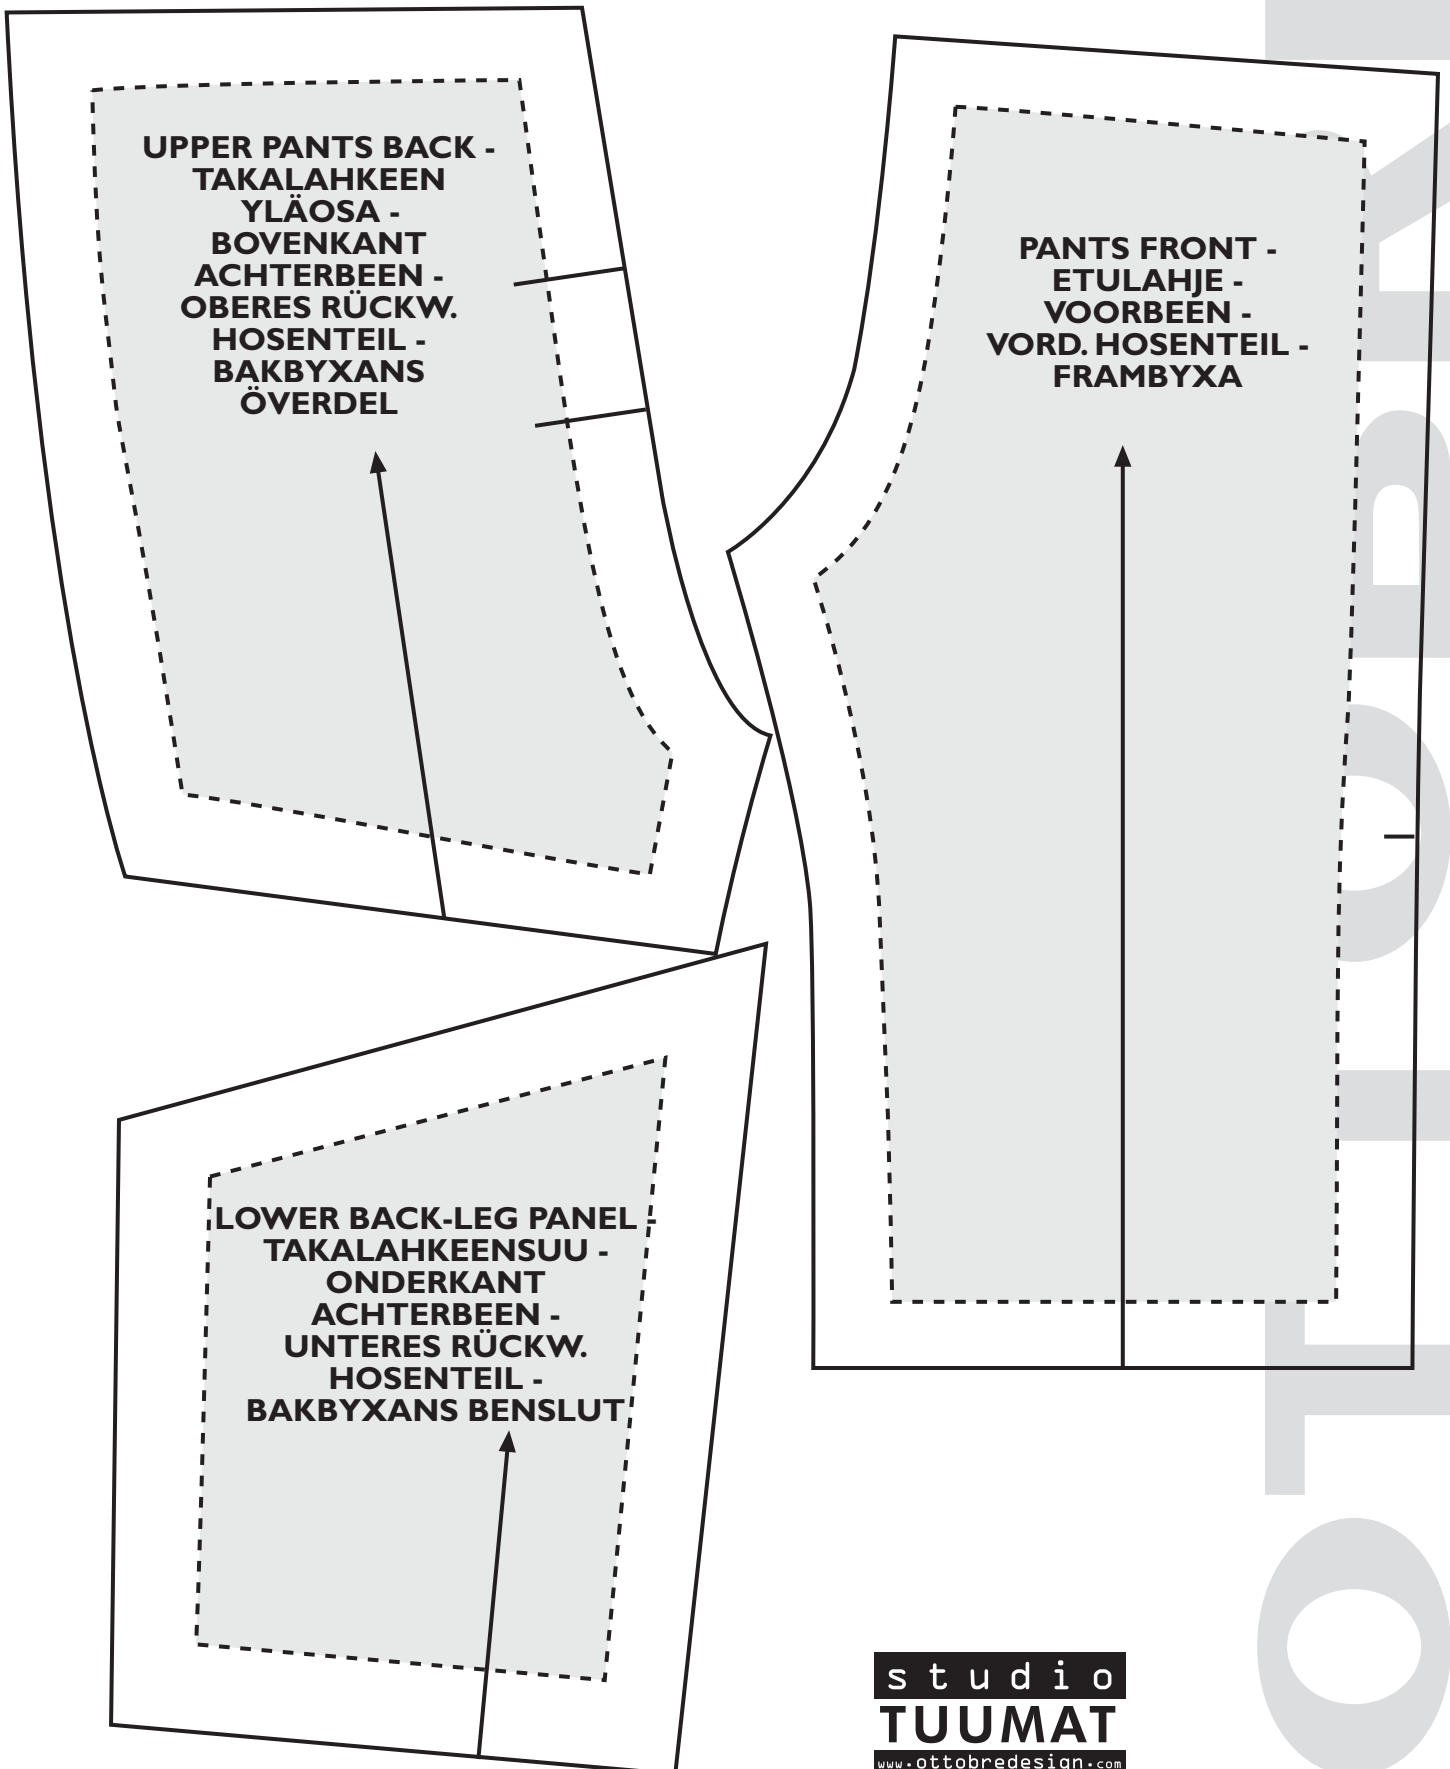 UPPER PANTS BACK -
TAKALAHKEEN
YLÄOSA -
BOVENKANT
ACHTERBEEN -
OBERES RÜCKW.
HOSENTEIL -
BAKBYXANS
ÖVERDEL
PANTS FRONT -
ETULAHJE -
VOORBEEN -
VORD. HOSENTEIL -
FRAMBYXA
LOWER BACK-LEG PANEL -
TAKALAHKEENSUU -
ONDERKANT
ACHTERBEEN -
UNTERES RÜCKW.
HOSENTEIL -
BAKBYXANS BENSLUT
studio
TUUMAT
www.ottobredesign.com